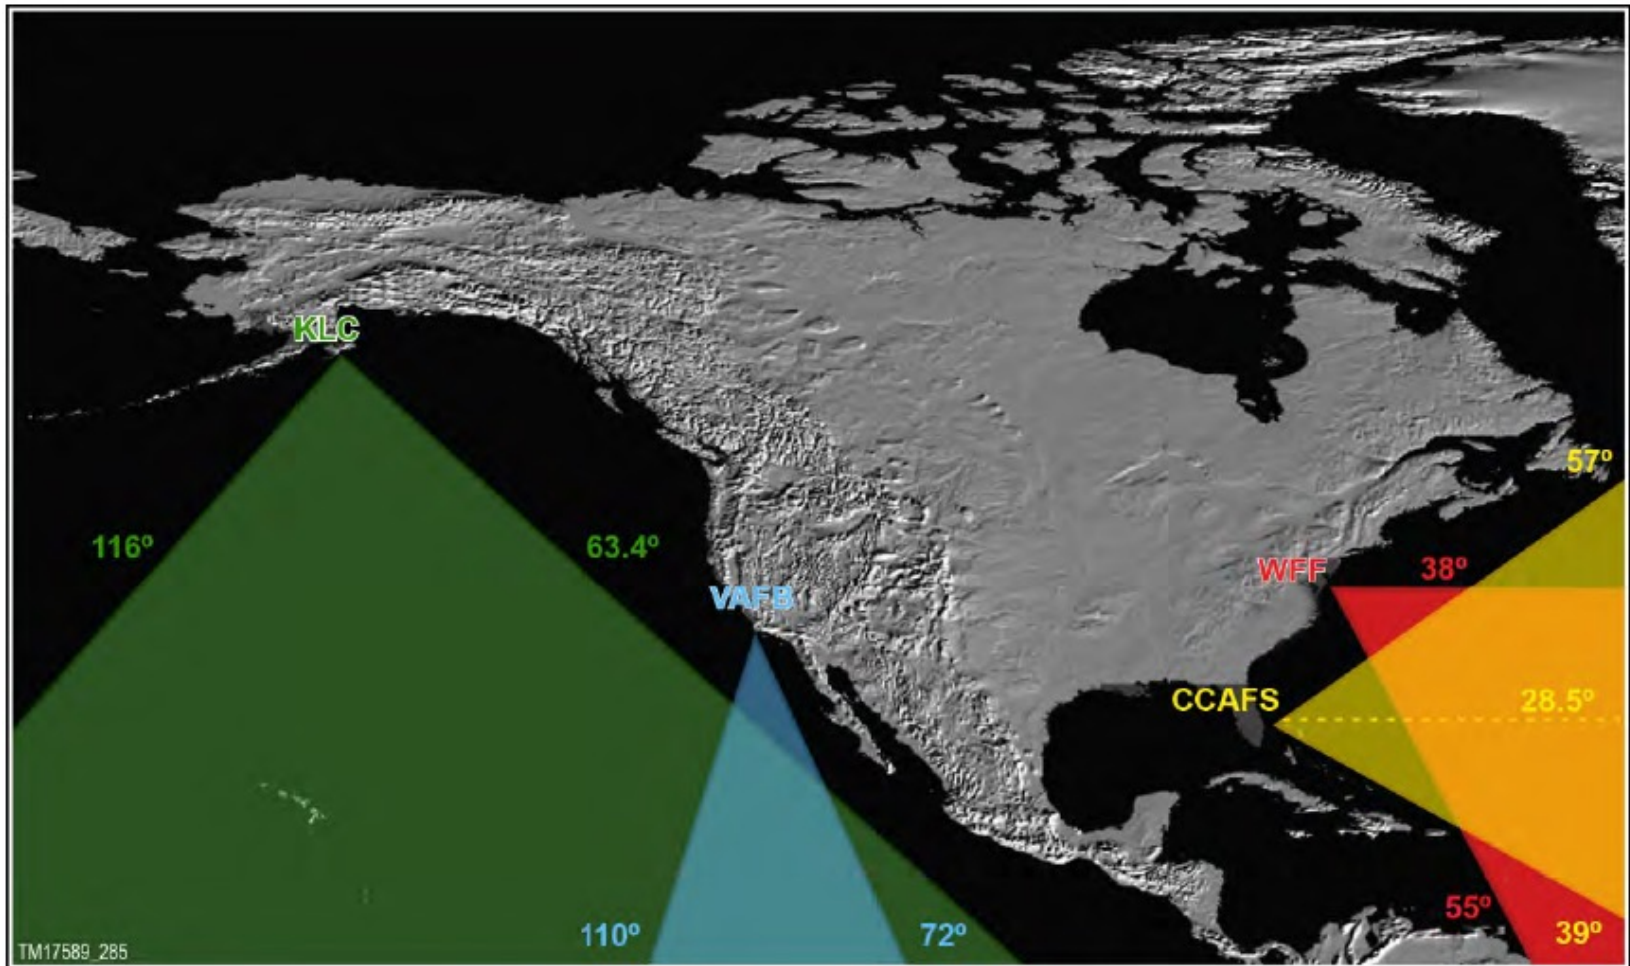 KLC
57º
116º
63.4º
WFF
38º
VAFB
CCAFS
28.5º
55º
110º
72º
39º
TM17589_285